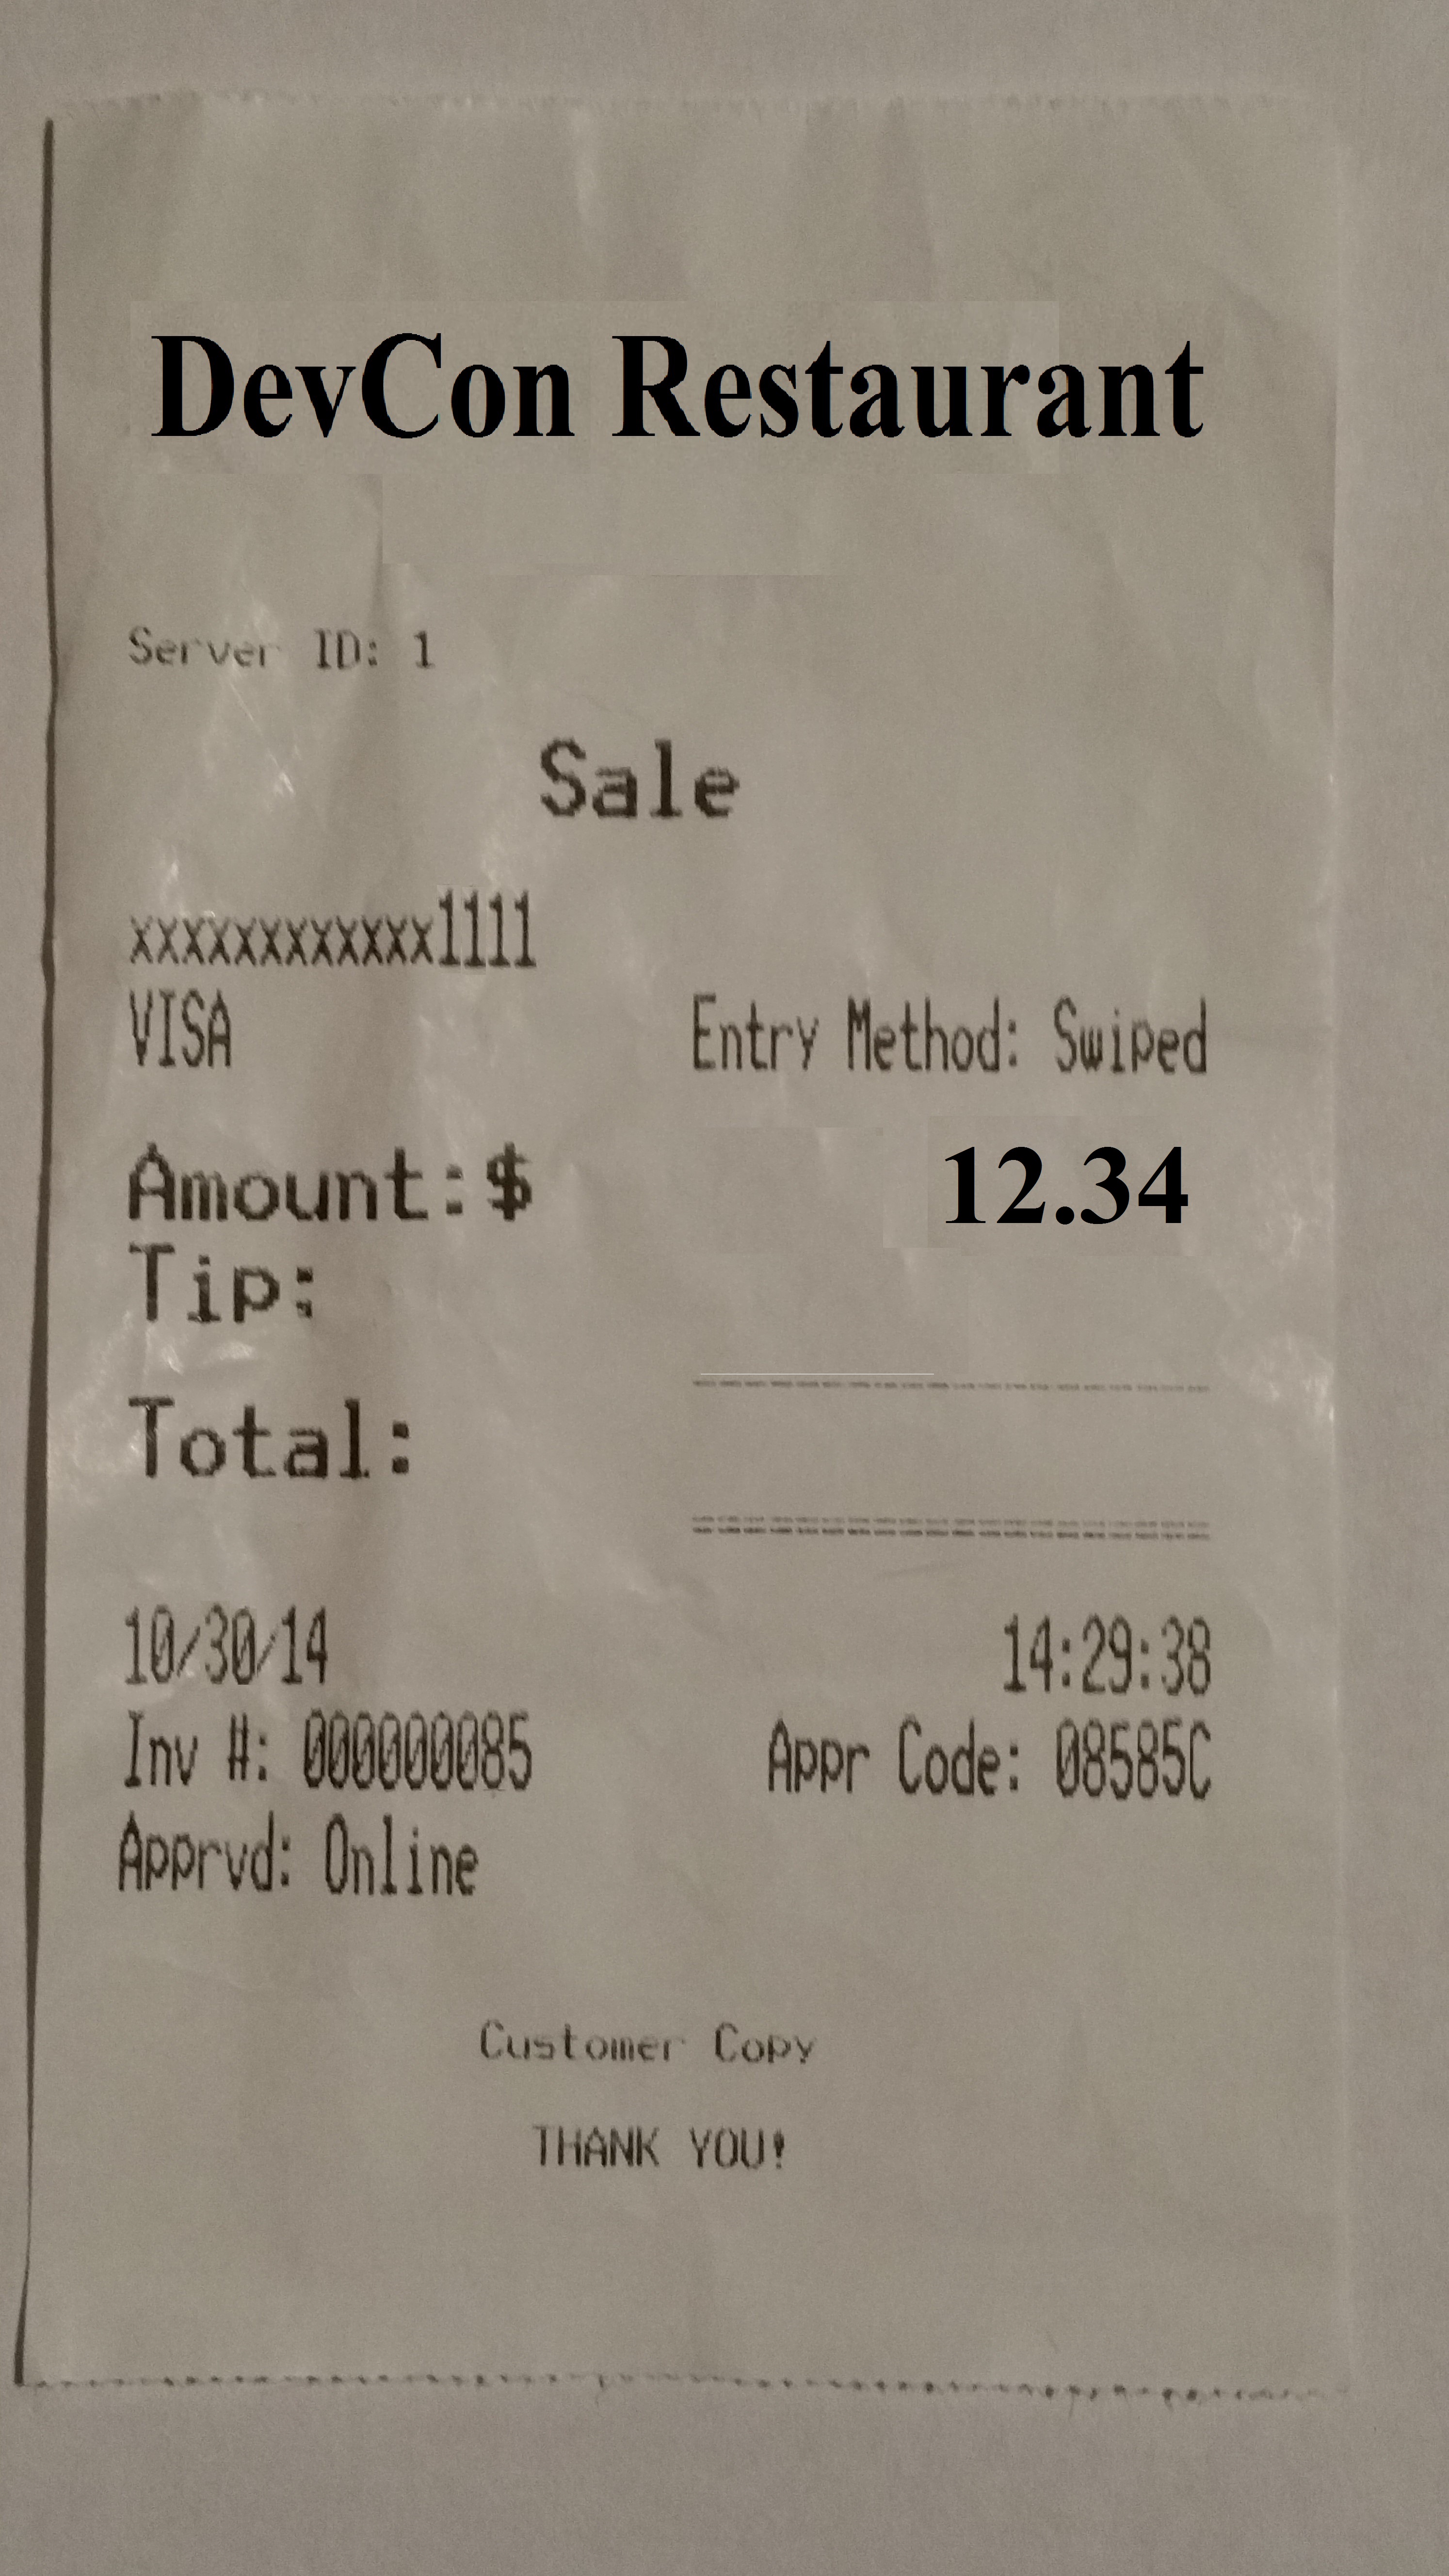 DevCon Restaurant
Server ID: 1
Sale
xxxxxxxxxxxx1111
VISA Entry Method: Swiped
Amount:$ 12.34
Tip:
Total:
10/30/14 14:29:38
Inv #: 000000085 Appr Code: 08585C
Apprvd: Online
Customer Copy
THANK YOU!